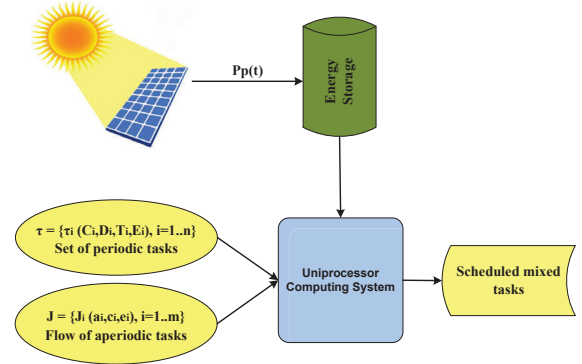 Pp(t)
Energy
Storage
τ = {τi (Ci,Di,Ti,Ei), i=1..n}
Set of periodic tasks
Uniprocessor
Computing System
Scheduled mixed
tasks
J = {Ji (ai,ci,ei), i=1..m}
Flow of aperiodic tasks